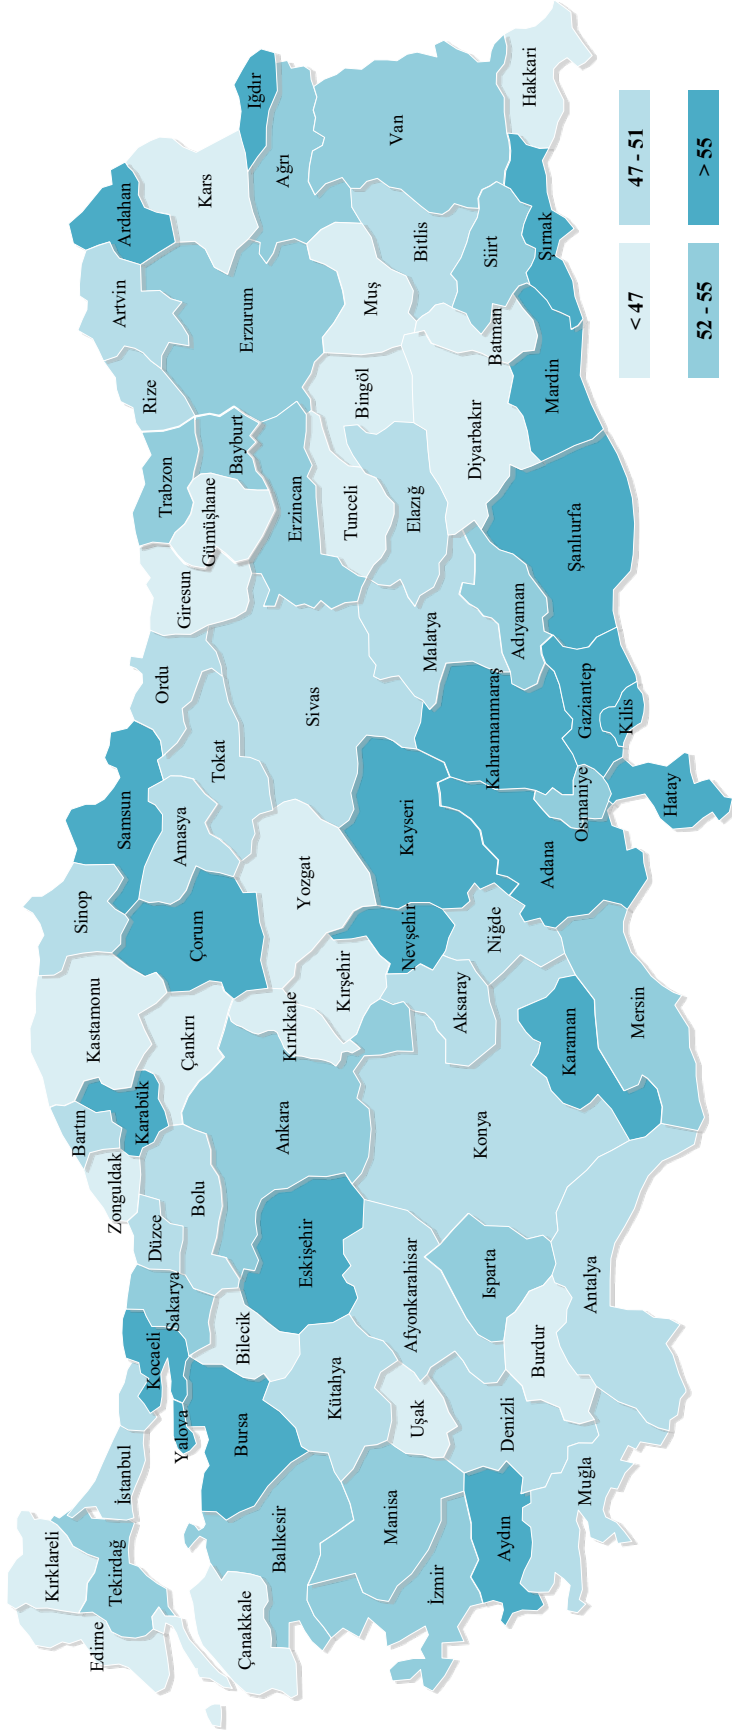 Kırklareli
Edirne
Tekirdağ
İstanbul
Çanakkale
Balıkesir
Bursa
Yalova
Kocaeli
Sakarya
Düzce
Zonguldak
Bartın
Karabük
Kastamonu
Sinop
Samsun
Ordu
Giresun
Trabzon
Rize
Artvin
Ardahan
Kars
Iğdır
Bilecik
Bolu
Çankırı
Çorum
Amasya
Tokat
Gümüşhane
Bayburt
Erzurum
Ağrı
Kütahya
Eskişehir
Ankara
Kırıkkale
Kırşehir
Yozgat
Sivas
Erzincan
Tunceli
Bingöl
Muş
Van
Manisa
İzmir
Uşak
Afyonkarahisar
Konya
Aksaray
Nevşehir
Kayseri
Malatya
Elazığ
Diyarbakır
Batman
Bitlis
Siirt
Hakkari
Aydın
Denizli
Burdur
Isparta
Niğde
Kahramanmaraş
Adıyaman
Mardin
Şırnak
Muğla
Antalya
Karaman
Mersin
Adana
Osmaniye
Gaziantep
Şanlıurfa
Kilis
Hatay
< 47
47 - 51
52 - 55
> 55